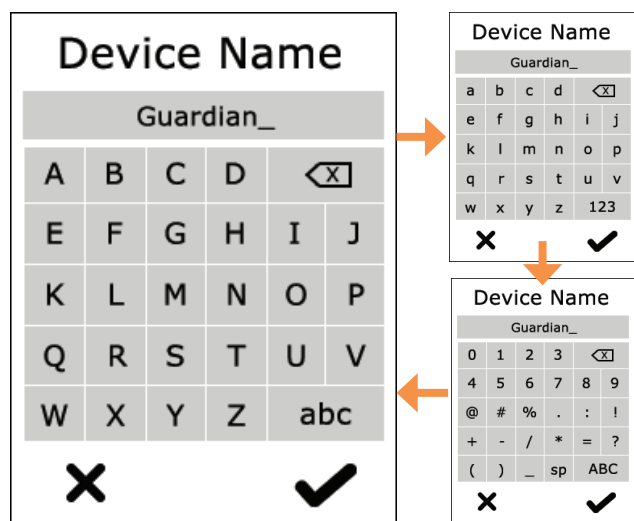 Device Name
Guardian_
A B C D X
E F G H I J
K L M N O P
Q R S T U V
W X Y Z abc
Device Name
Guardian_
a b c d X
e f g h i j
k l m n o p
q r s t u v
w x y z 123
Device Name
Guardian_
0 1 2 3 X
4 5 6 7 8 9
@ # % . : !
+ - / * = ?
( ) _ sp ABC